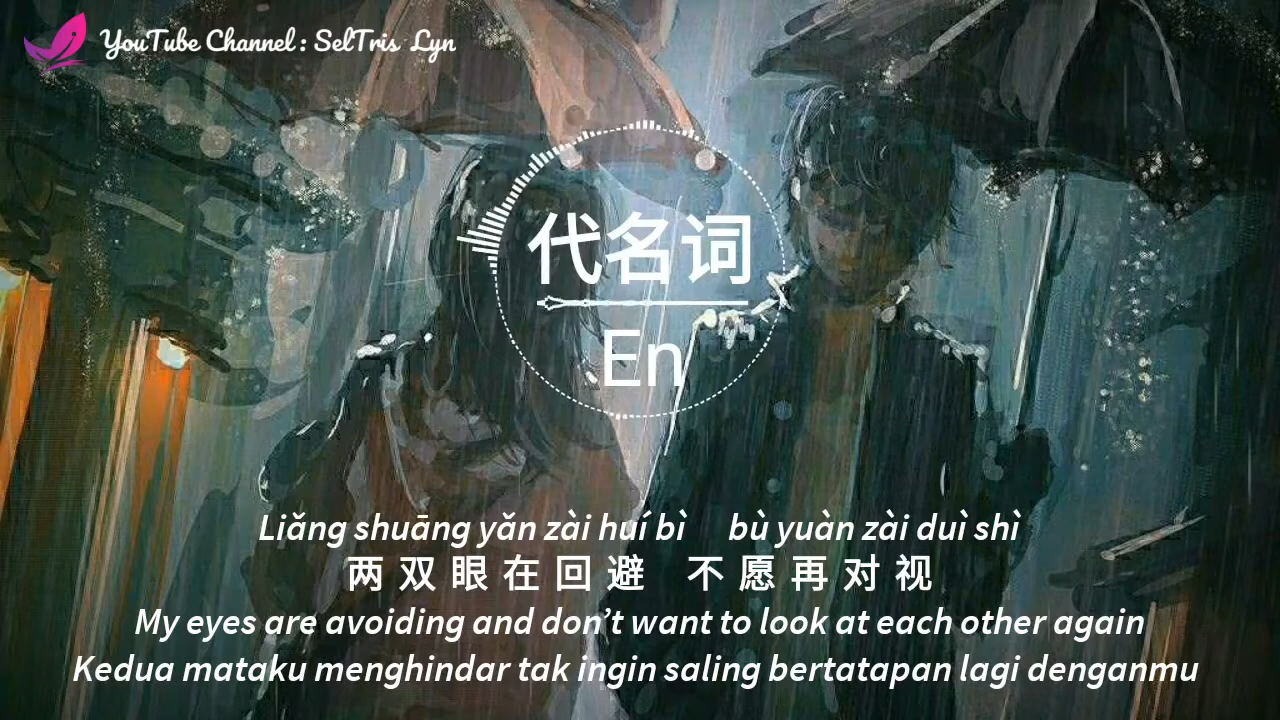 YouTube Channel : SelTris Lyn
代名词
En
Liǎng shuāng yǎn zài huí bì bù yuàn zài duì shì
两双眼在回避 不愿再对视
My eyes are avoiding and don't want to look at each other again
Kedua mataku menghindar tak ingin saling bertatapan lagi denganmu